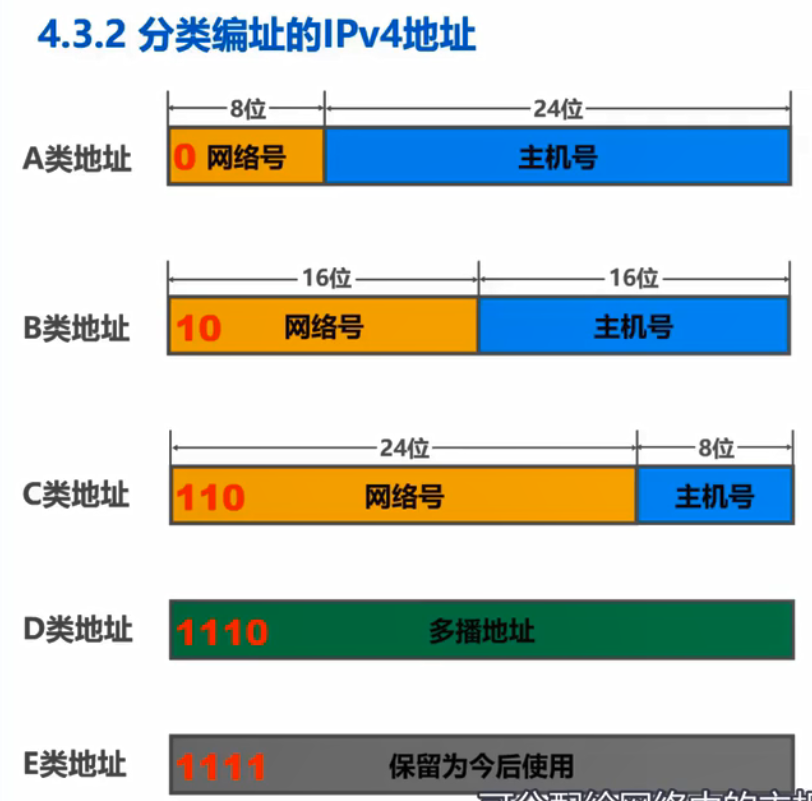 4.3.2 分类编址的IPv4地址
8位 24位
A类地址 0 网络号 主机号
16位 16位
B类地址 10 网络号 主机号
24位 8位
C类地址 110 网络号 主机号
D类地址 1110 多播地址
E类地址 1111 保留为今后使用